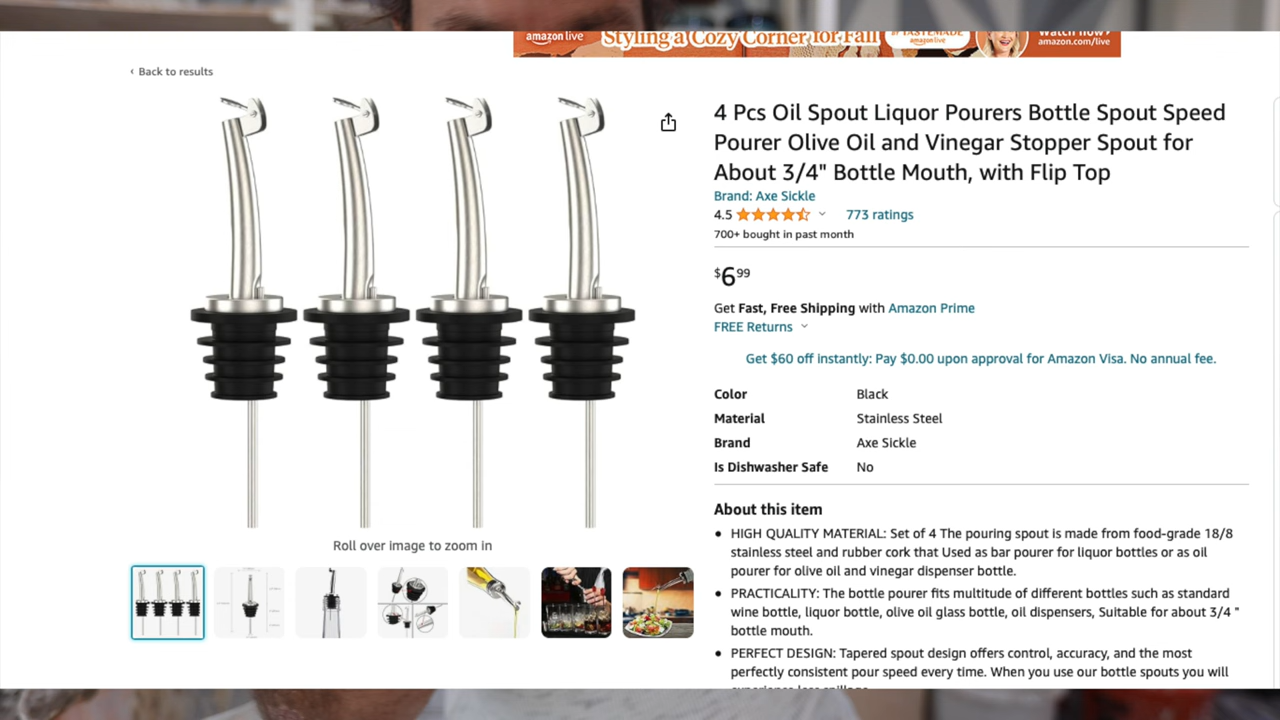 amazon live
Styling a Cozy Corner for Fall
BY TASTEMADE
amazon live
Watch now ›
amazon.com/live
‹ Back to results
4 Pcs Oil Spout Liquor Pourers Bottle Spout Speed
Pourer Olive Oil and Vinegar Stopper Spout for
About 3/4" Bottle Mouth, with Flip Top
Brand: Axe Sickle
4.5
773 ratings
700+ bought in past month
$6 99
Get Fast, Free Shipping with Amazon Prime
FREE Returns
Get $60 off instantly: Pay $0.00 upon approval for Amazon Visa. No annual fee.
Color Black
Material Stainless Steel
Brand Axe Sickle
Is Dishwasher Safe No
About this item
• HIGH QUALITY MATERIAL: Set of 4 The pouring spout is made from food-grade 18/8
stainless steel and rubber cork that Used as bar pourer for liquor bottles or as oil
pourer for olive oil and vinegar dispenser bottle.
• PRACTICALITY: The bottle pourer fits multitude of different bottles such as standard
wine bottle, liquor bottle, olive oil glass bottle, oil dispensers, Suitable for about 3/4 "
bottle mouth.
• PERFECT DESIGN: Tapered spout design offers control, accuracy, and the most
perfectly consistent pour speed every time. When you use our bottle spouts you will
Roll over image to zoom in